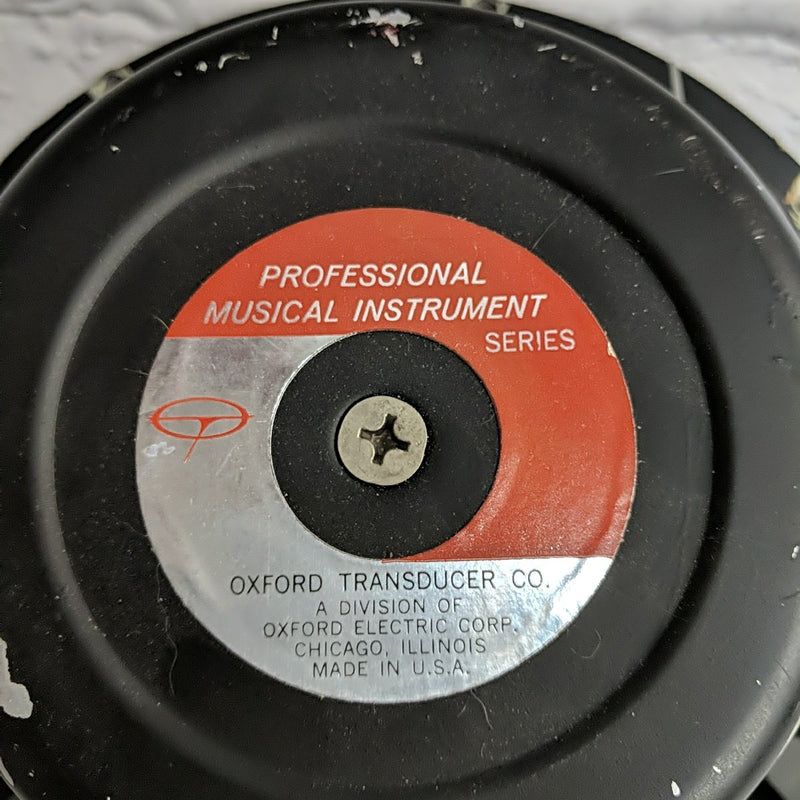 PROFESSIONAL
MUSICAL INSTRUMENT
SERIES
OXFORD TRANSDUCER CO.
A DIVISION OF
OXFORD ELECTRIC CORP.
CHICAGO, ILLINOIS
MADE IN U.S.A.